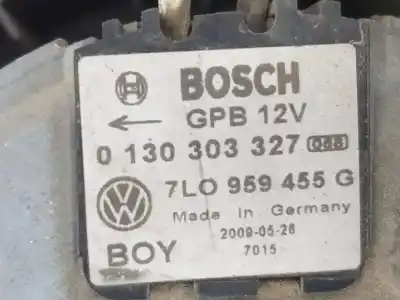 BOSCH
GPB 12V
0 130 303 327
7L0 959 455 G
Made in Germany
2009-05-28
BOY 7015